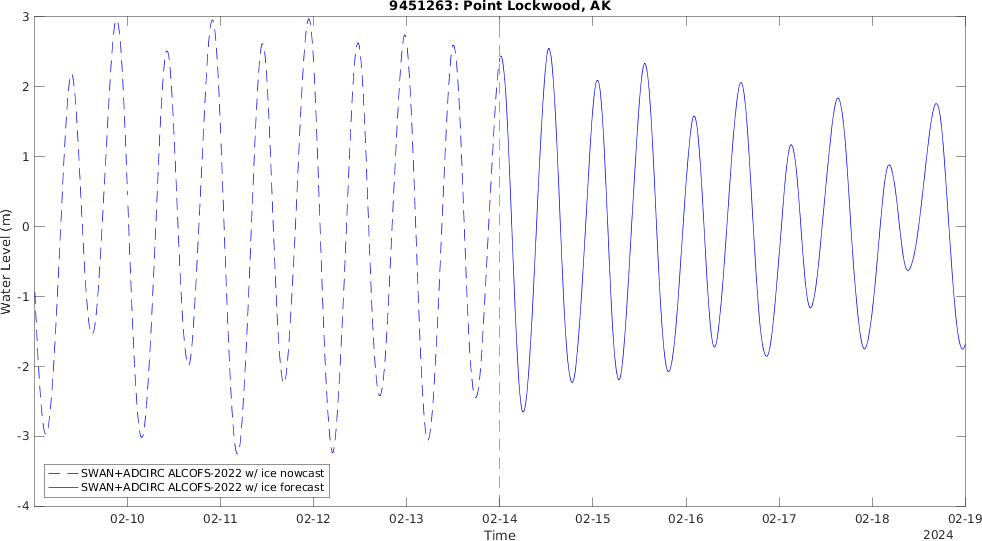 9451263: Point Lockwood, AK
3
2
1
0
-1
-2
-3
-4
Water Level (m)
SWAN+ADCIRC ALCOFS-2022 w/ ice nowcast
SWAN+ADCIRC ALCOFS-2022 w/ ice forecast
02-10 02-11 02-12 02-13 02-14 02-15 02-16 02-17 02-18 02-19
Time
2024